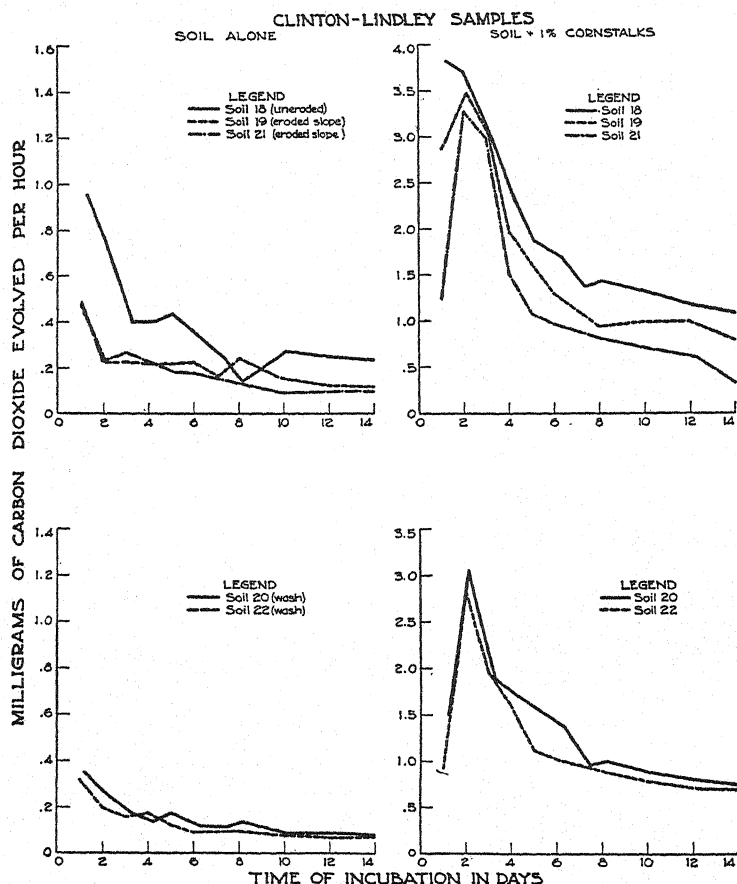 CLINTON-LINDLEY SAMPLES
SOIL ALONE
SOIL + 1% CORNSTALKS
MILLIGRAMS OF CARBON DIOXIDE EVOLVED PER HOUR
1.6
1.4
1.2
1.0
.8
.6
.4
.2
0
LEGEND
Soil 18 (uneroded)
Soil 19 (eroded slope)
Soil 21 (eroded slope)
0 2 4 6 8 10 12 14
4.0
3.5
3.0
2.5
2.0
1.5
1.0
.5
0
LEGEND
Soil 18
Soil 19
Soil 21
0 2 4 6 8 10 12 14
1.4
1.2
1.0
.8
.6
.4
.2
0
LEGEND
Soil 20 (wash)
Soil 22 (wash)
0 2 4 6 8 10 12 14
3.5
3.0
2.5
2.0
1.5
1.0
.5
0
LEGEND
Soil 20
Soil 22
0 2 4 6 8 10 12 14
TIME OF INCUBATION IN DAYS